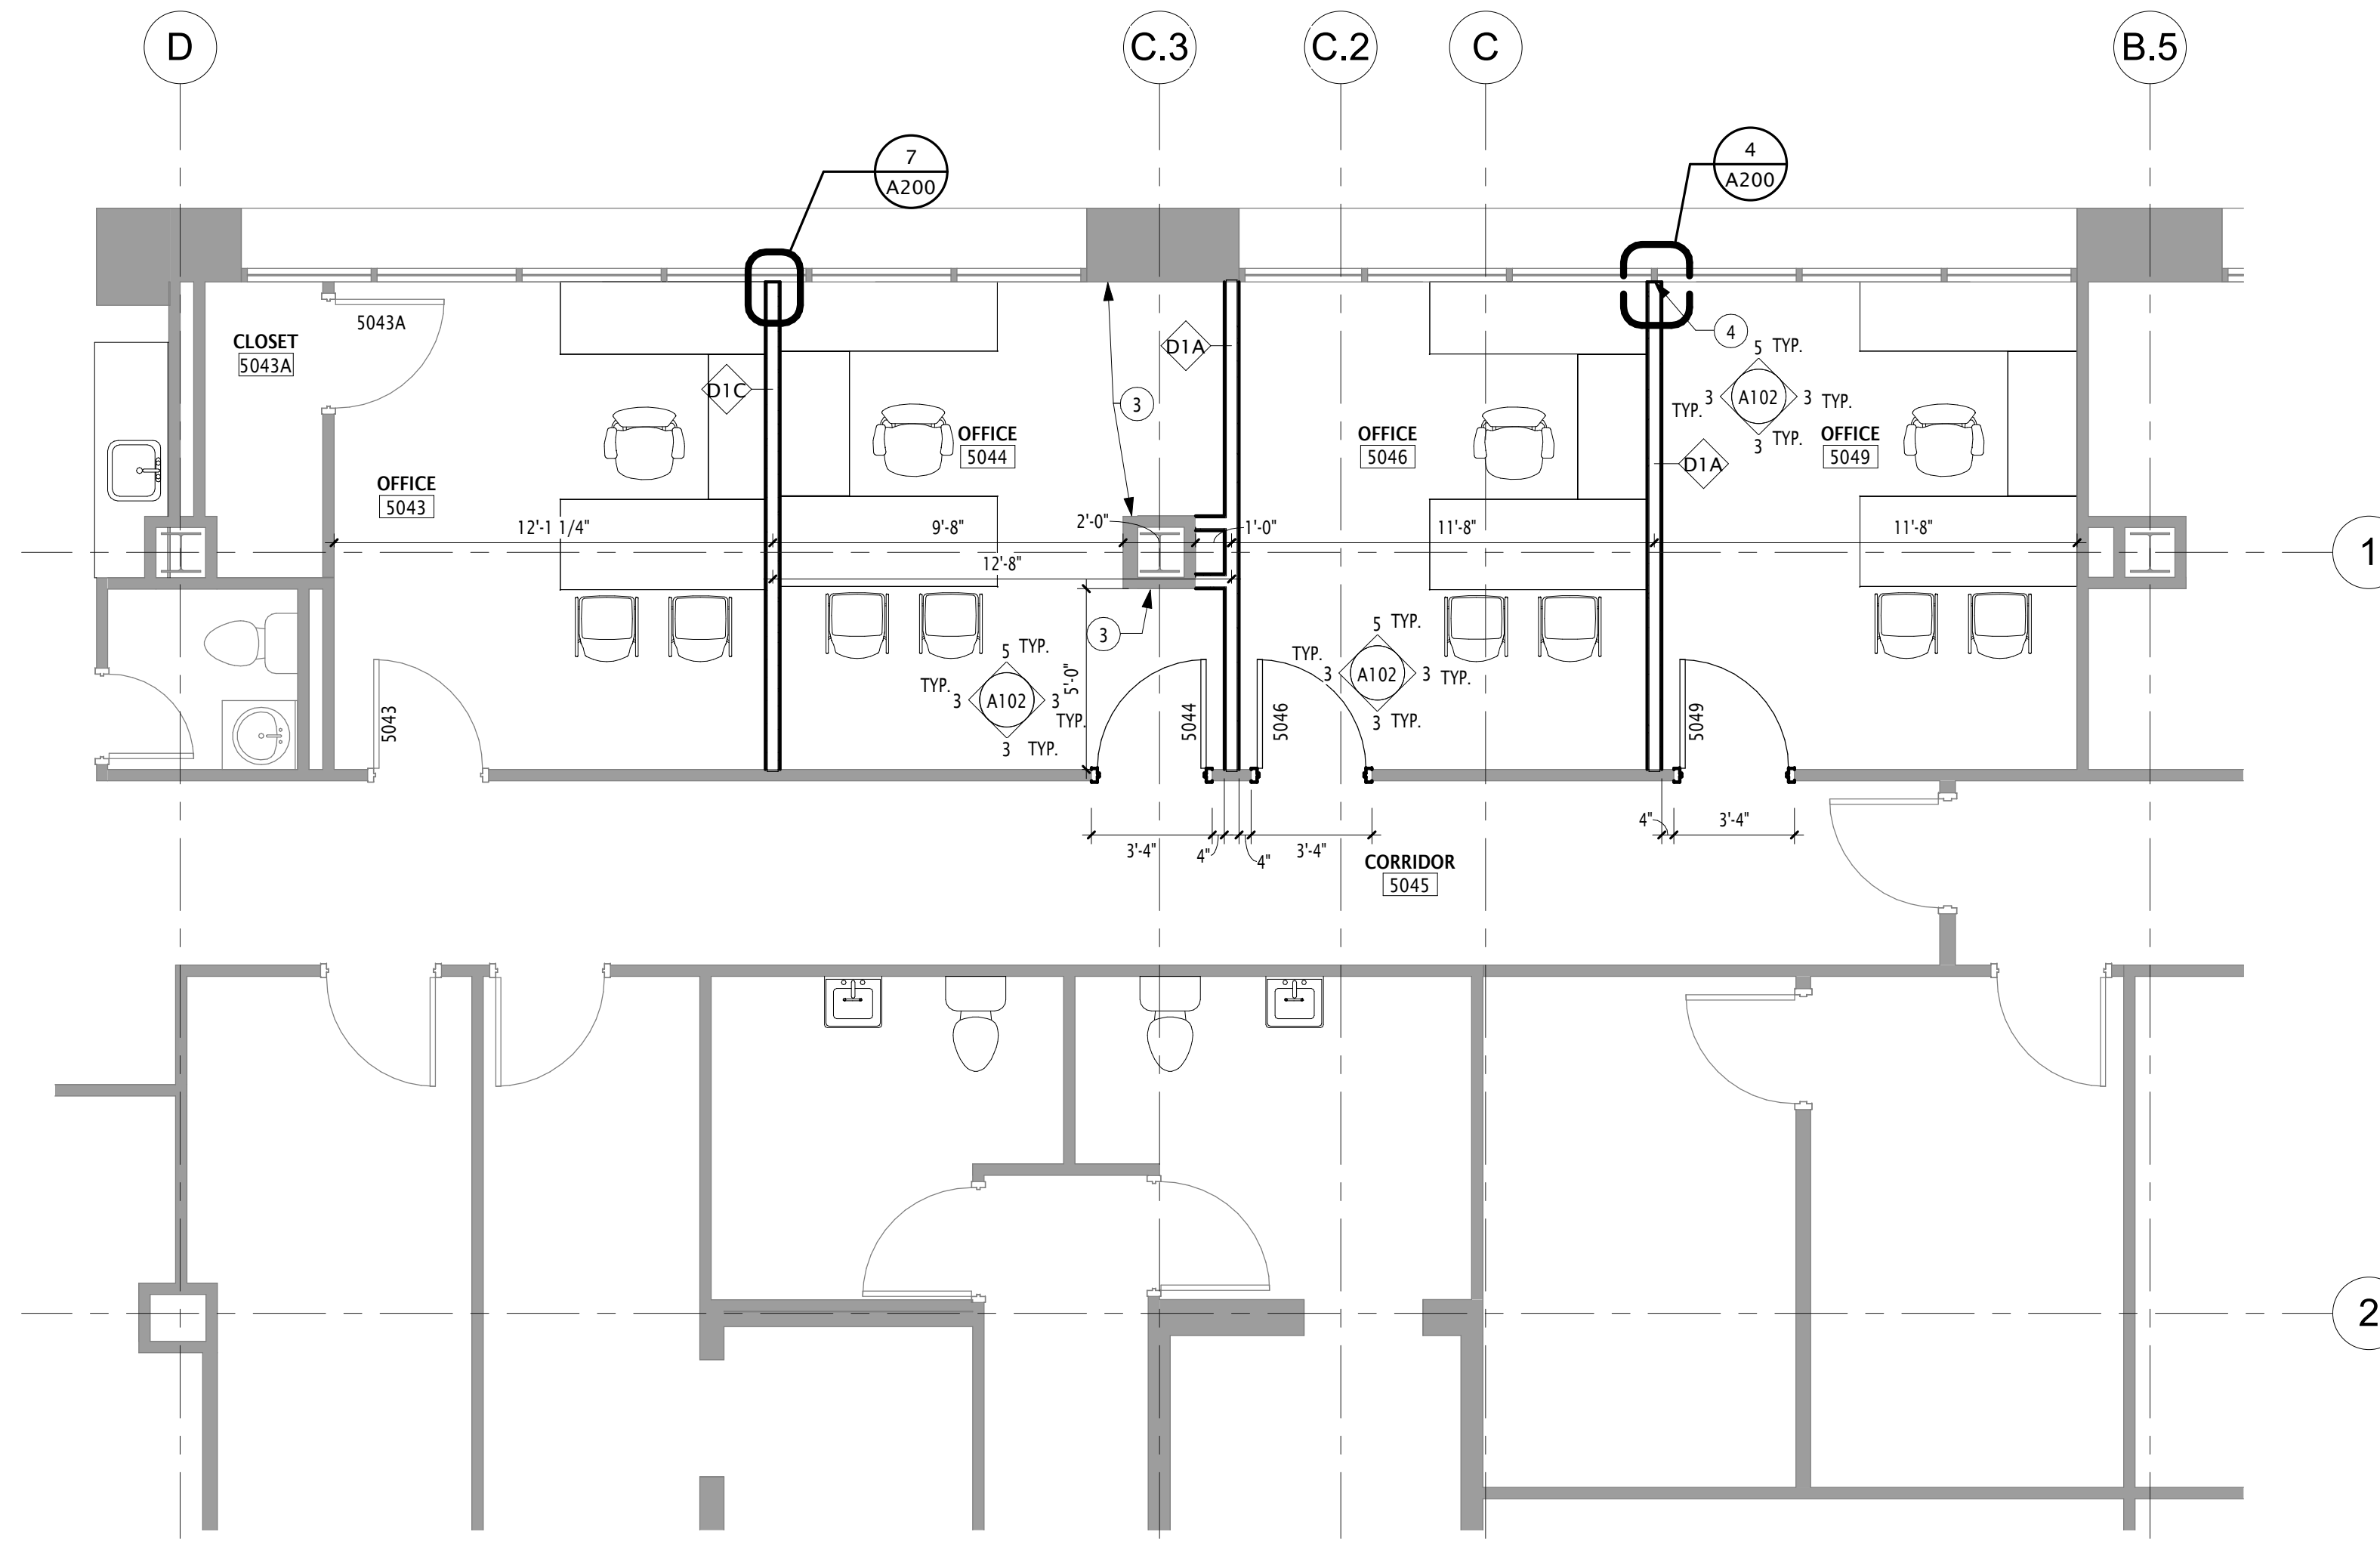 D
C.3
C.2
C
B.5
7
A200
4
A200
5043A
CLOSET
5043A
D1C
D1A
3
4
5 TYP.
TYP. 3 A102 3 TYP.
3 TYP.
D1A
OFFICE
5043
OFFICE
5044
OFFICE
5046
OFFICE
5049
12'-1 1/4"
9'-8"
2'-0"
1'-0"
11'-8"
11'-8"
12'-8"
1
3
5'-0"
5 TYP.
TYP. 3 A102 3 TYP.
3 TYP.
5 TYP.
TYP. 3 A102 3 TYP.
3 TYP.
5043
5044
5046
5049
3'-4"
4"
4"
3'-4"
4"
3'-4"
CORRIDOR
5045
2